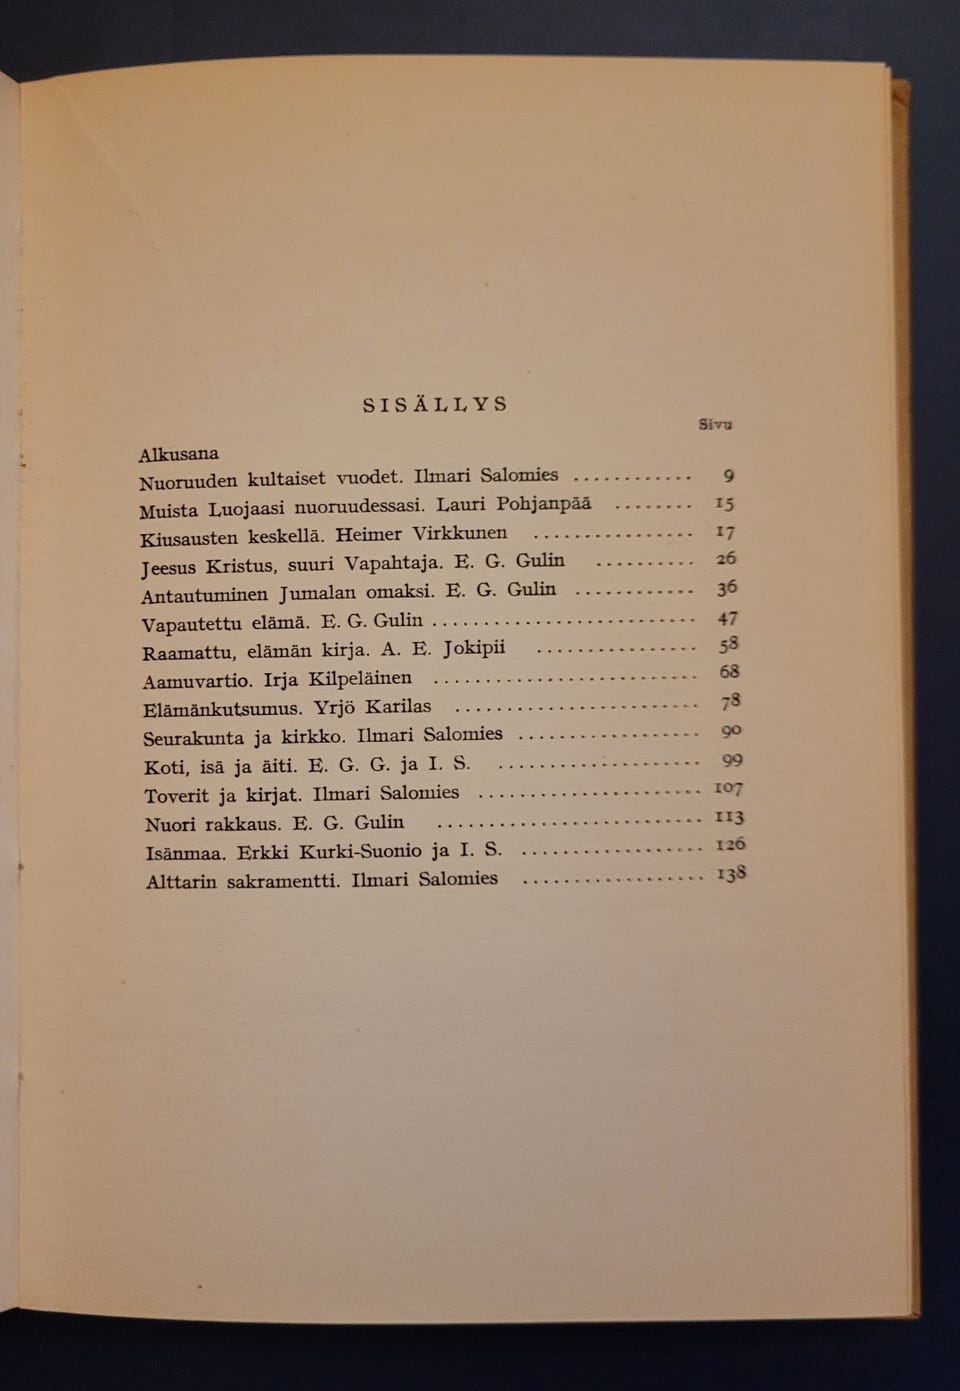 SISÄLLYS
Sivu
Alkusana
Nuoruuden kultaiset vuodet. Ilmari Salomies ............ 9
Muista Luojaasi nuoruudessasi. Lauri Pohjanpää ........ 15
Kiusausten keskellä. Heimer Virkkunen ................ 17
Jeesus Kristus, suuri Vapahtaja. E. G. Gulin .......... 26
Antautuminen Jumalan omaksi. E. G. Gulin ............ 36
Vapautettu elämä. E. G. Gulin .......................... 47
Raamattu, elämän kirja. A. E. Jokipii ................ 58
Aamuvartio. Irja Kilpeläinen .......................... 68
Elämänkutsumus. Yrjö Karilas ........................ 78
Seurakunta ja kirkko. Ilmari Salomies .................. 90
Koti, isä ja äiti. E. G. G. ja I. S. .................... 99
Toverit ja kirjat. Ilmari Salomies ...................... 107
Nuori rakkaus. E. G. Gulin .......................... 113
Isänmaa. Erkki Kurki-Suonio ja I. S. .................. 126
Alttarin sakramentti. Ilmari Salomies .................. 138